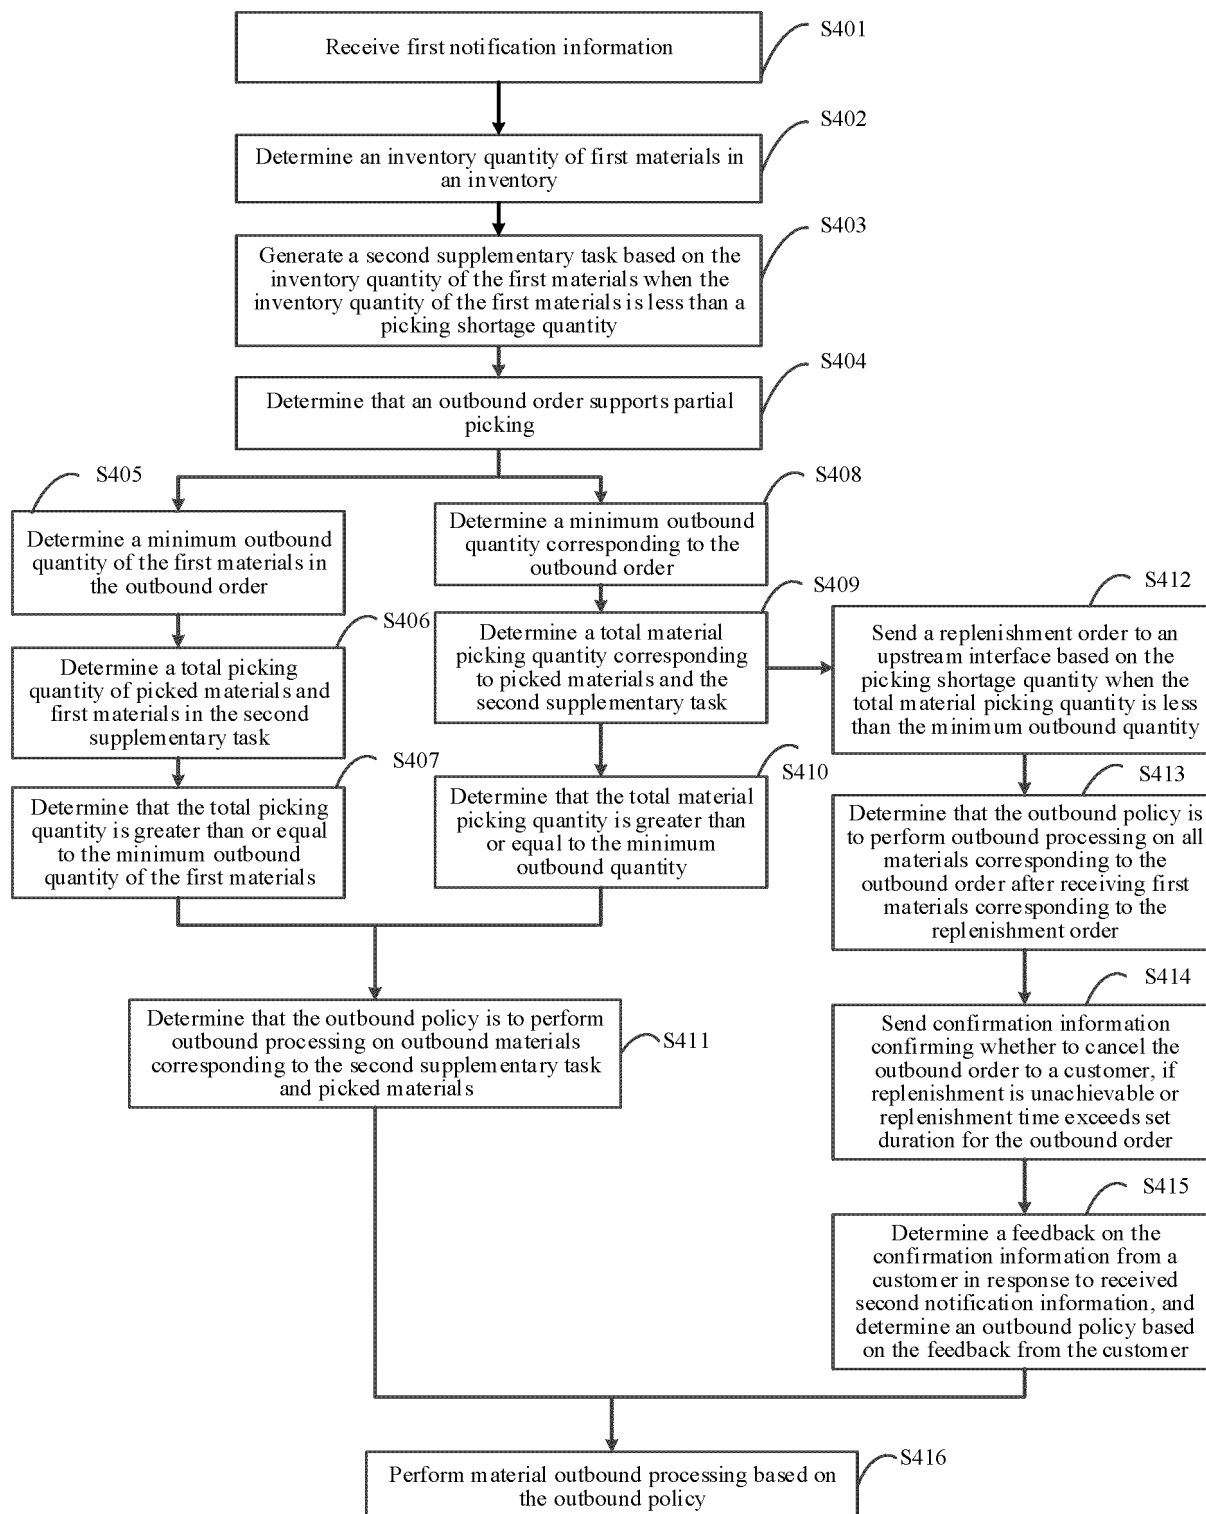 Receive first notification information
S401
Determine an inventory quantity of first materials in
an inventory
S402
Generate a second supplementary task based on the
inventory quantity of the first materials when the
inventory quantity of the first materials is less than a
picking shortage quantity
S403
Determine that an outbound order supports partial
picking
S404
S405
Determine a minimum outbound
quantity of the first materials in
the outbound order
S406
Determine a total picking
quantity of picked materials and
first materials in the second
supplementary task
S407
Determine that the total picking
quantity is greater than or equal
to the minimum outbound
quantity of the first materials
S408
Determine a minimum outbound
quantity corresponding to the
outbound order
S409
Determine a total material
picking quantity corresponding
to picked materials and the
second supplementary task
S410
Determine that the total material
picking quantity is greater than
or equal to the minimum
outbound quantity
Determine that the outbound policy is to perform
outbound processing on outbound materials
corresponding to the second supplementary task
and picked materials
S411
S412
Send a replenishment order to an
upstream interface based on the
picking shortage quantity when the
total material picking quantity is less
than the minimum outbound quantity
S413
Determine that the outbound policy is
to perform outbound processing on all
materials corresponding to the
outbound order after receiving first
materials corresponding to the
replenishment order
S414
Send confirmation information
confirming whether to cancel the
outbound order to a customer, if
replenishment is unachievable or
replenishment time exceeds set
duration for the outbound order
S415
Determine a feedback on the
confirmation information from a
customer in response to received
second notification information, and
determine an outbound policy based
on the feedback from the customer
S416
Perform material outbound processing based on
the outbound policy